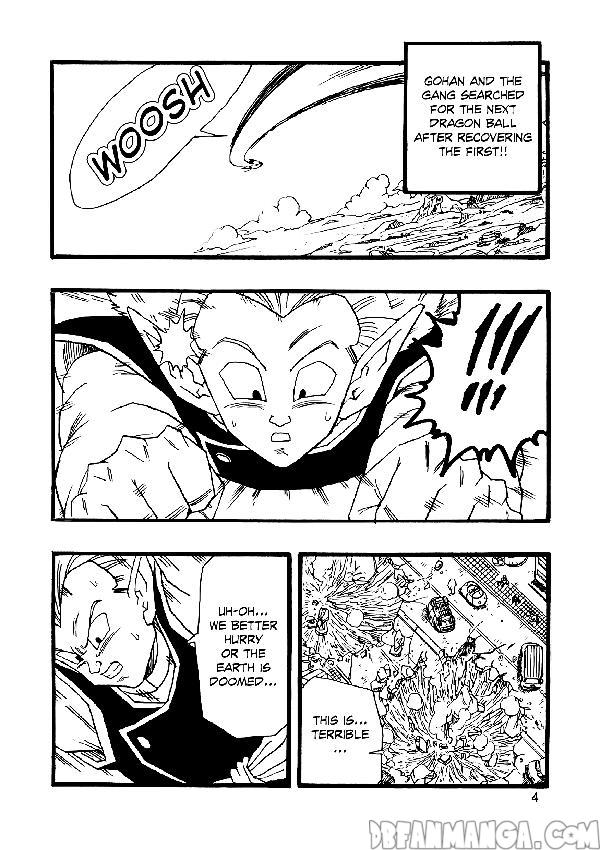 GOHAN AND THE
GANG SEARCHED
FOR THE NEXT
DRAGON BALL
AFTER RECOVERING
THE FIRST!!
WOOSH
!!!
!!!
THIS IS...
TERRIBLE
...
UH-OH...
WE BETTER
HURRY
OR THE
EARTH IS
DOOMED...
4
DBFANMANGA.COM